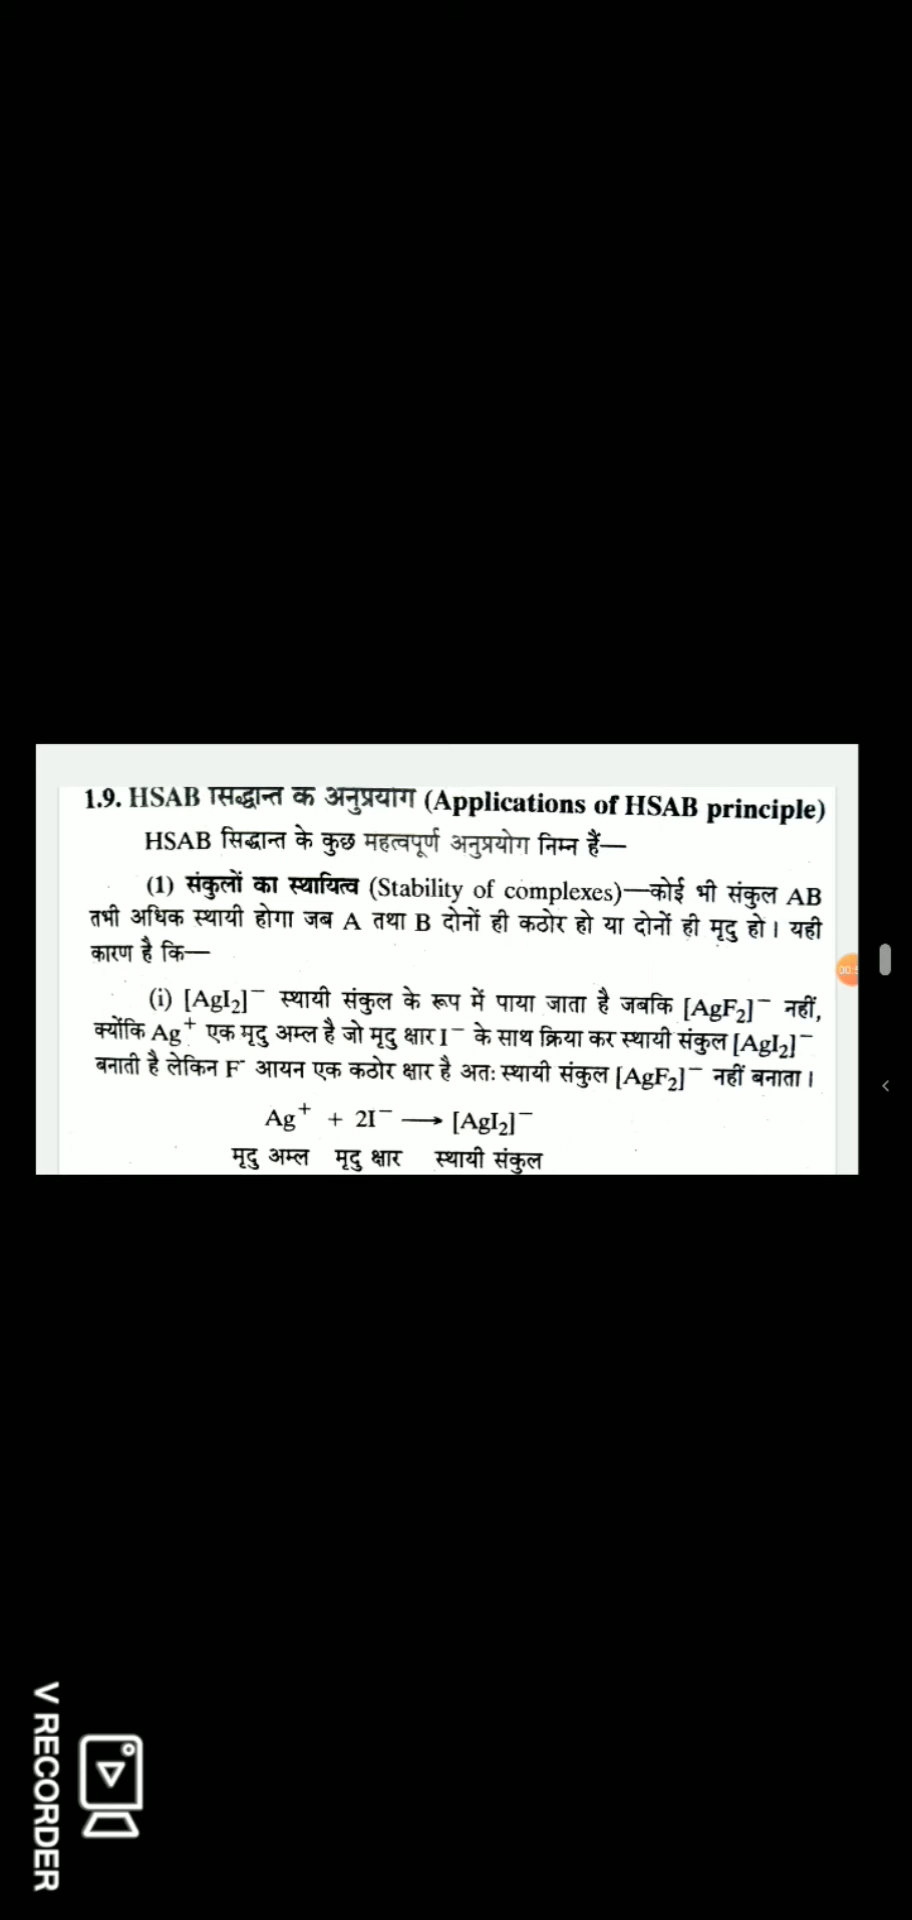 1.9. HSAB सिद्धान्त के अनुप्रयोग (Applications of HSAB principle)
HSAB सिद्धान्त के कुछ महत्वपूर्ण अनुप्रयोग निम्न हैं—
(1) संकुलों का स्थायित्व (Stability of complexes)—कोई भी संकुल AB
तभी अधिक स्थायी होगा जब A तथा B दोनों ही कठोर हो या दोनों ही मृदु हो। यही
कारण है कि—
(i) [AgI₂]⁻ स्थायी संकुल के रूप में पाया जाता है जबकि [AgF₂]⁻ नहीं,
क्योंकि Ag⁺ एक मृदु अम्ल है जो मृदु क्षार I⁻ के साथ क्रिया कर स्थायी संकुल [AgI₂]⁻
बनाती है लेकिन F⁻ आयन एक कठोर क्षार है अतः स्थायी संकुल [AgF₂]⁻ नहीं बनाता।
Ag⁺ + 2I⁻ ⟶ [AgI₂]⁻
मृदु अम्ल मृदु क्षार स्थायी संकुल
V RECORDER